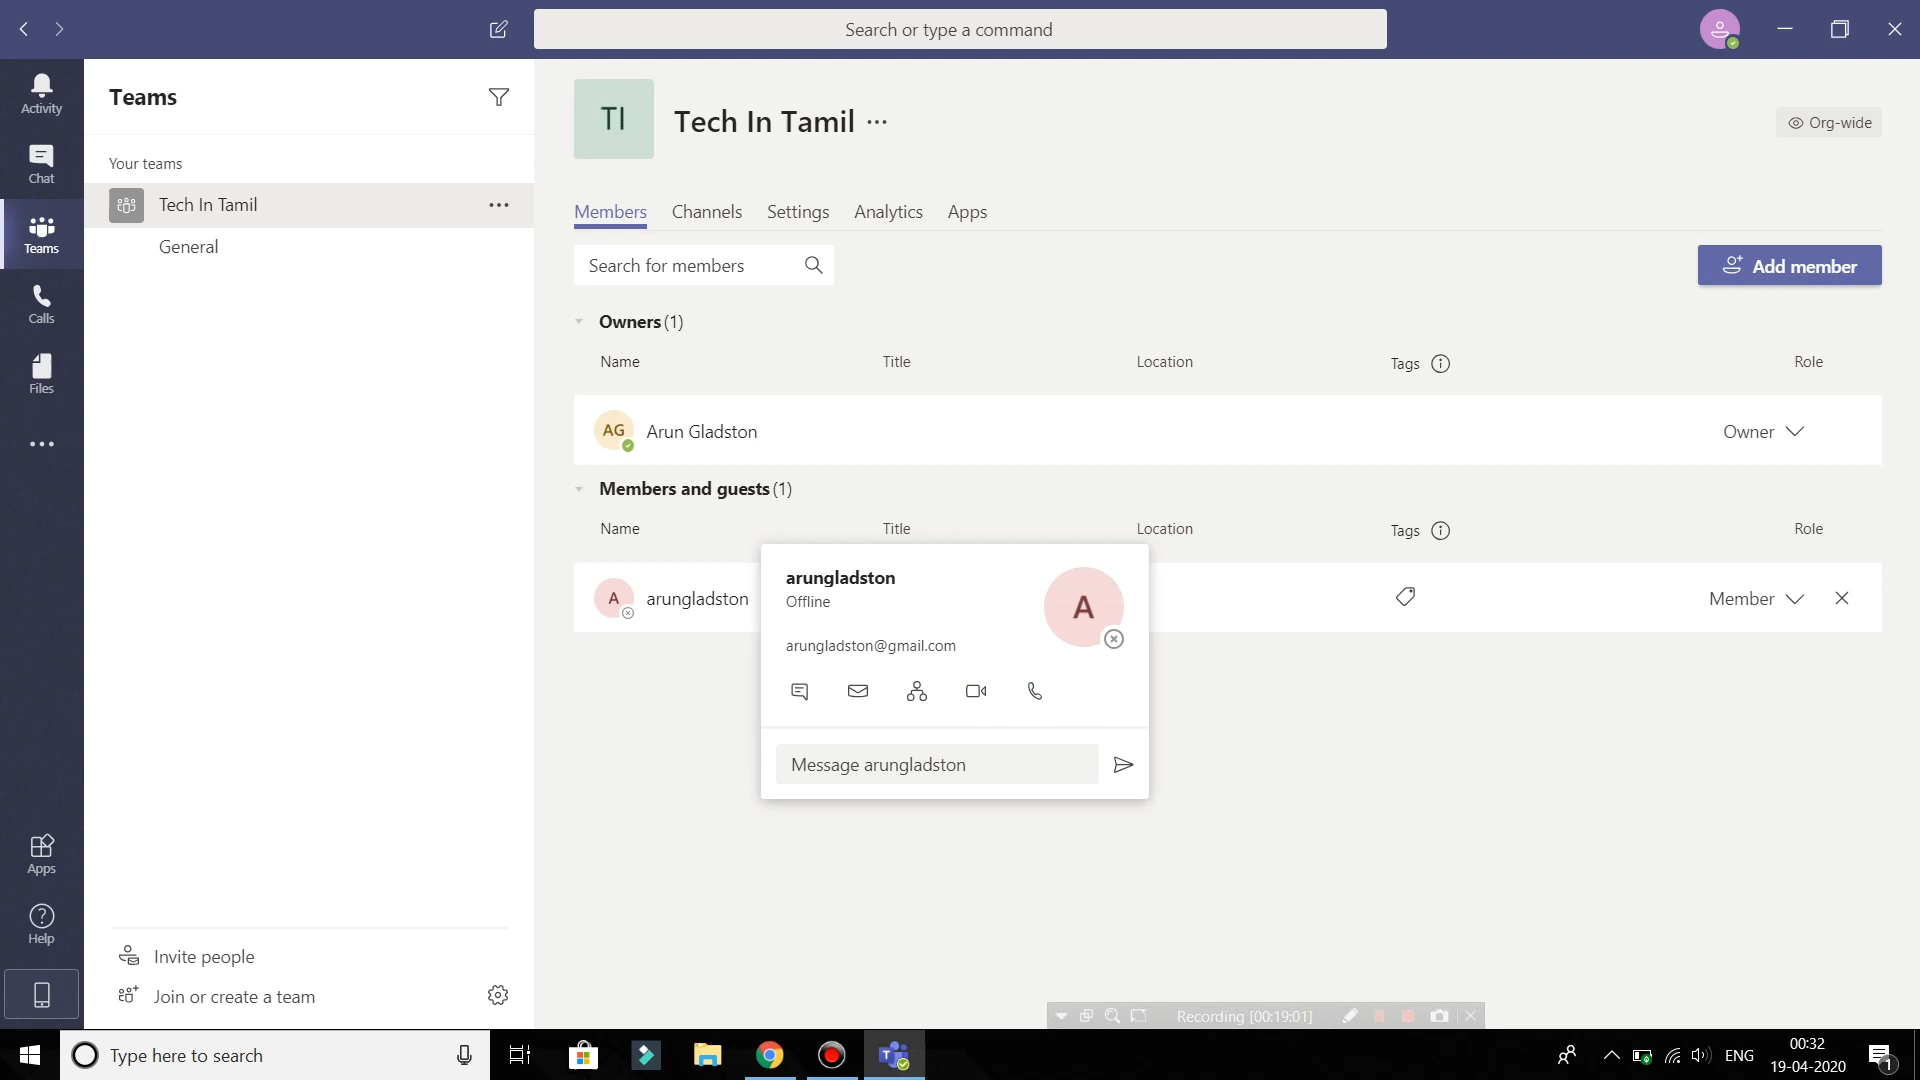 Search or type a command
Activity
Chat
Teams
Calls
Files
Apps
Help
Teams
Your teams
Tech In Tamil
General
Invite people
Join or create a team
TI
Tech In Tamil
Org-wide
Members Channels Settings Analytics Apps
Search for members
Add member
Owners (1)
Name Title Location Tags Role
AG Arun Gladston Owner
Members and guests (1)
Name Title Location Tags Role
A arungladston Member
arungladston
Offline
A
arungladston@gmail.com
Message arungladston
Recording [00:19:01]
Type here to search
T
ENG
00:32
19-04-2020
1